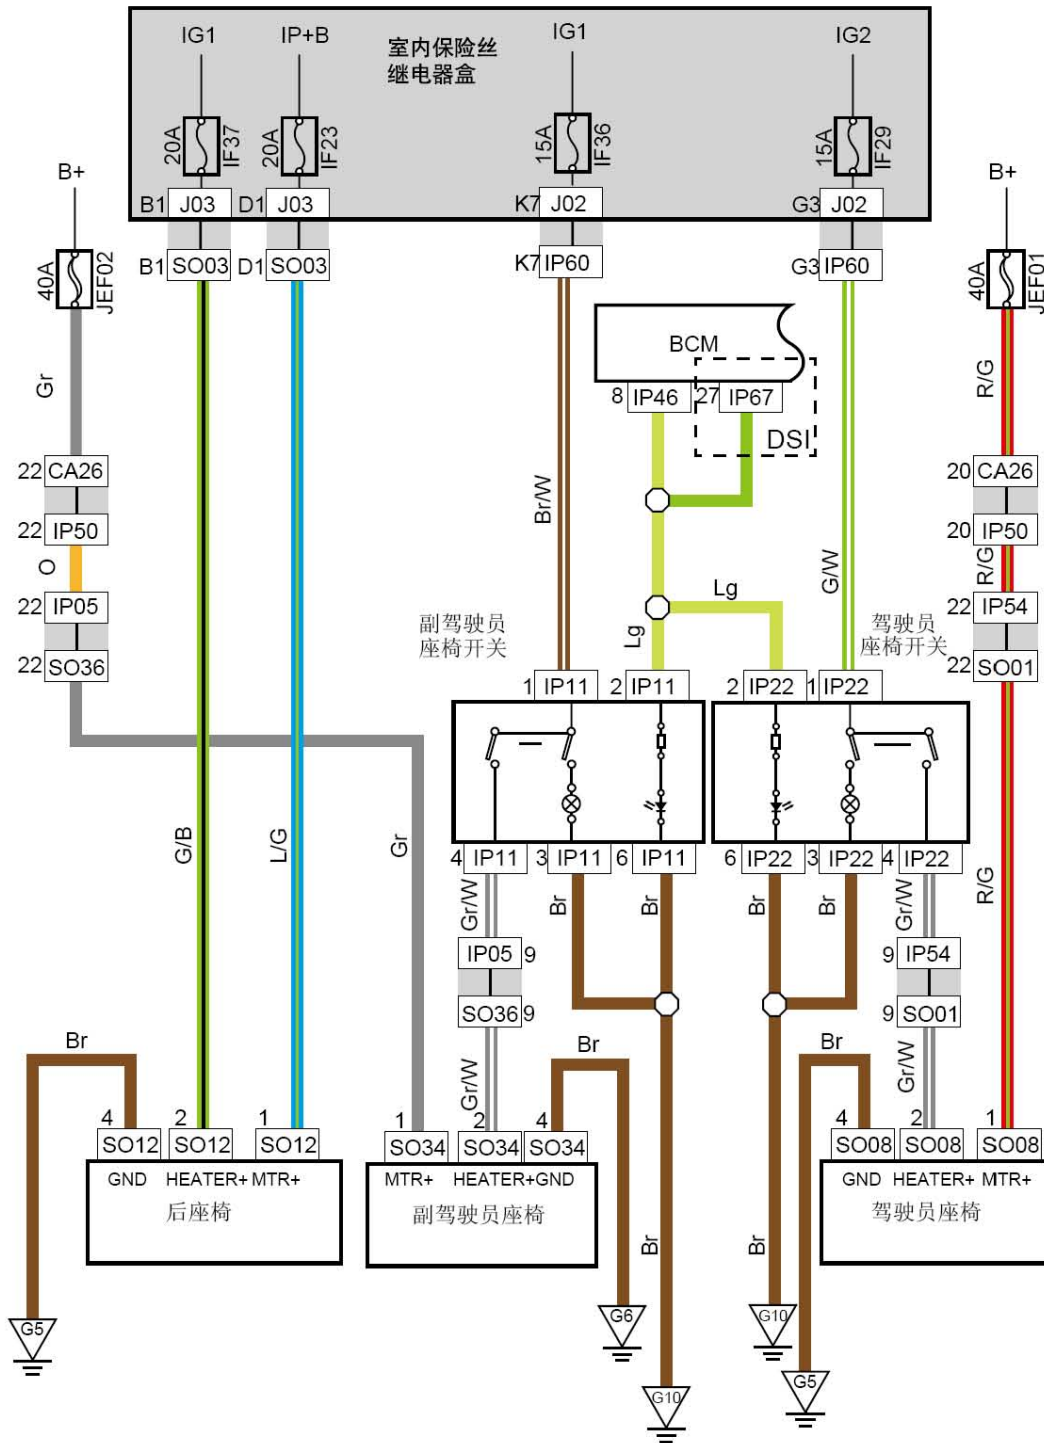 IG1
IP+B
IG1
IG2
室内保险丝
继电器盒
20A
IF37
20A
IF23
15A
IF36
15A
IF29
B+
B+
B1 J03
D1 J03
K7 J02
G3 J02
B1 SO03
D1 SO03
K7 IP60
G3 IP60
40A
JEF02
40A
JEF01
BCM
8 IP46
27 IP67
DSI
Gr
R/G
22 CA26
20 CA26
Br/W
22 IP50
20 IP50
O
R/G
G/W
Lg
22 IP05
22 IP54
副驾驶员
座椅开关
驾驶员
座椅开关
Lg
22 SO36
22 SO01
1 IP11
2 IP11
2 IP22
1 IP22
G/B
L/G
Gr
4 IP11
3 IP11
6 IP11
6 IP22
3 IP22
4 IP22
R/G
Gr/W
Br
Br
Br
Br
Gr/W
IP05 9
9 IP54
SO36 9
9 SO01
Br
Br
Br
Gr/W
Gr/W
4
2
1
1
2
4
4
2
1
SO12
SO12
SO12
SO34
SO34
SO34
SO08
SO08
SO08
GND HEATER+ MTR+
MTR+ HEATER+ GND
GND HEATER+ MTR+
后座椅
副驾驶员座椅
驾驶员座椅
Br
Br
G5
G6
G10
G5
G10